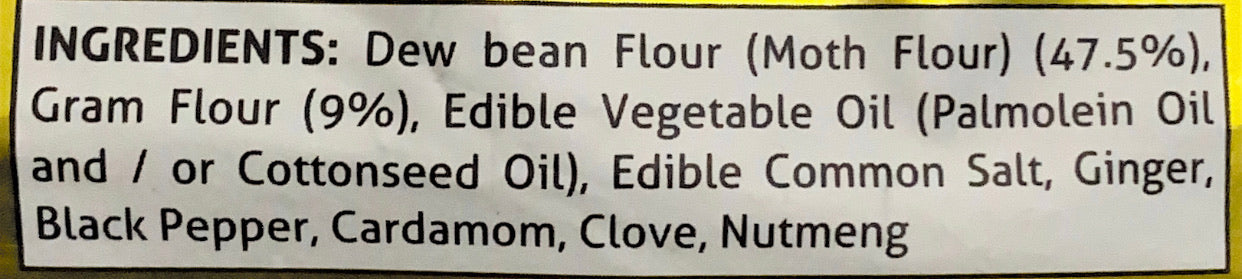 INGREDIENTS: Dew bean Flour (Moth Flour) (47.5%),
Gram Flour (9%), Edible Vegetable Oil (Palmolein Oil
and / or Cottonseed Oil), Edible Common Salt, Ginger,
Black Pepper, Cardamom, Clove, Nutmeng